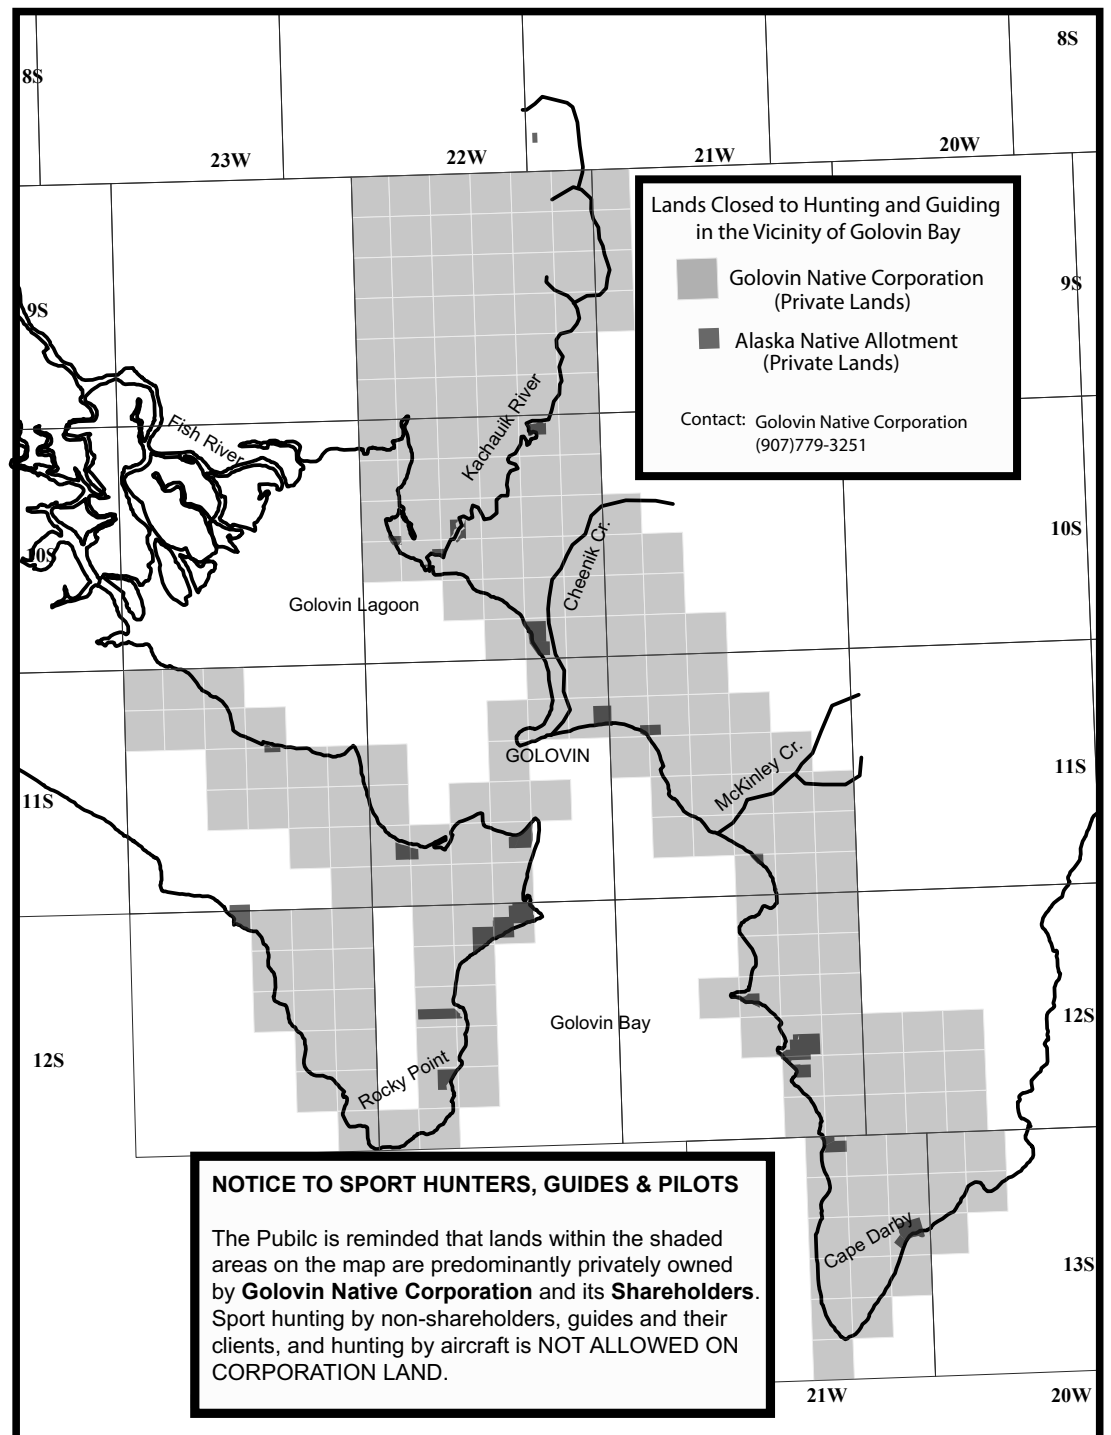 8S
8S
23W
22W
21W
20W
Lands Closed to Hunting and Guiding
in the Vicinity of Golovin Bay
Golovin Native Corporation
(Private Lands)
Alaska Native Allotment
(Private Lands)
Contact: Golovin Native Corporation
(907)779-3251
9S
9S
Fish River
Kachauik River
10S
10S
Cheenik Cr.
Golovin Lagoon
GOLOVIN
McKinley Cr.
11S
11S
Golovin Bay
12S
12S
Rocky Point
NOTICE TO SPORT HUNTERS, GUIDES & PILOTS
The Pubilc is reminded that lands within the shaded
areas on the map are predominantly privately owned
by Golovin Native Corporation and its Shareholders.
Sport hunting by non-shareholders, guides and their
clients, and hunting by aircraft is NOT ALLOWED ON
CORPORATION LAND.
Cape Darby
13S
21W
20W